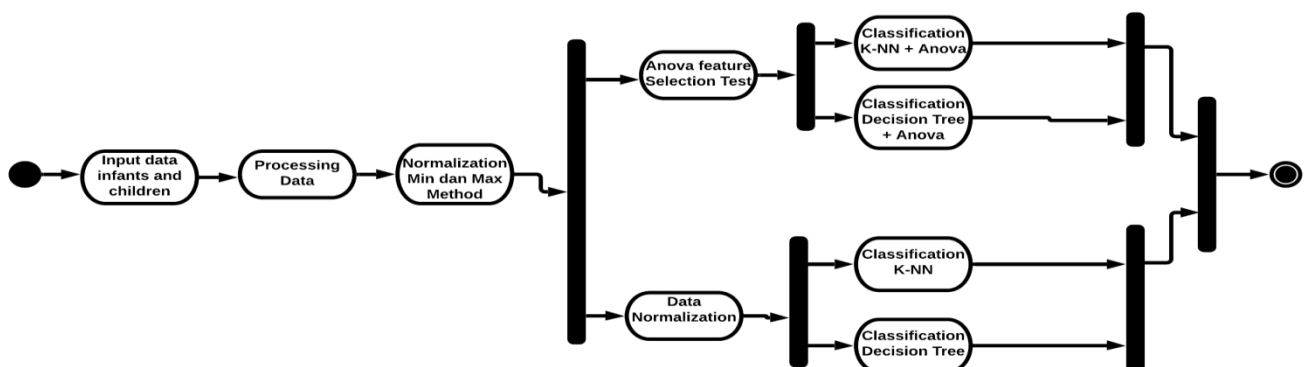 Input data
infants and
children
Processing
Data
Normalization
Min dan Max
Method
Anova feature
Selection Test
Classification
K-NN + Anova
Classification
Decision Tree
+ Anova
Data
Normalization
Classification
K-NN
Classification
Decision Tree